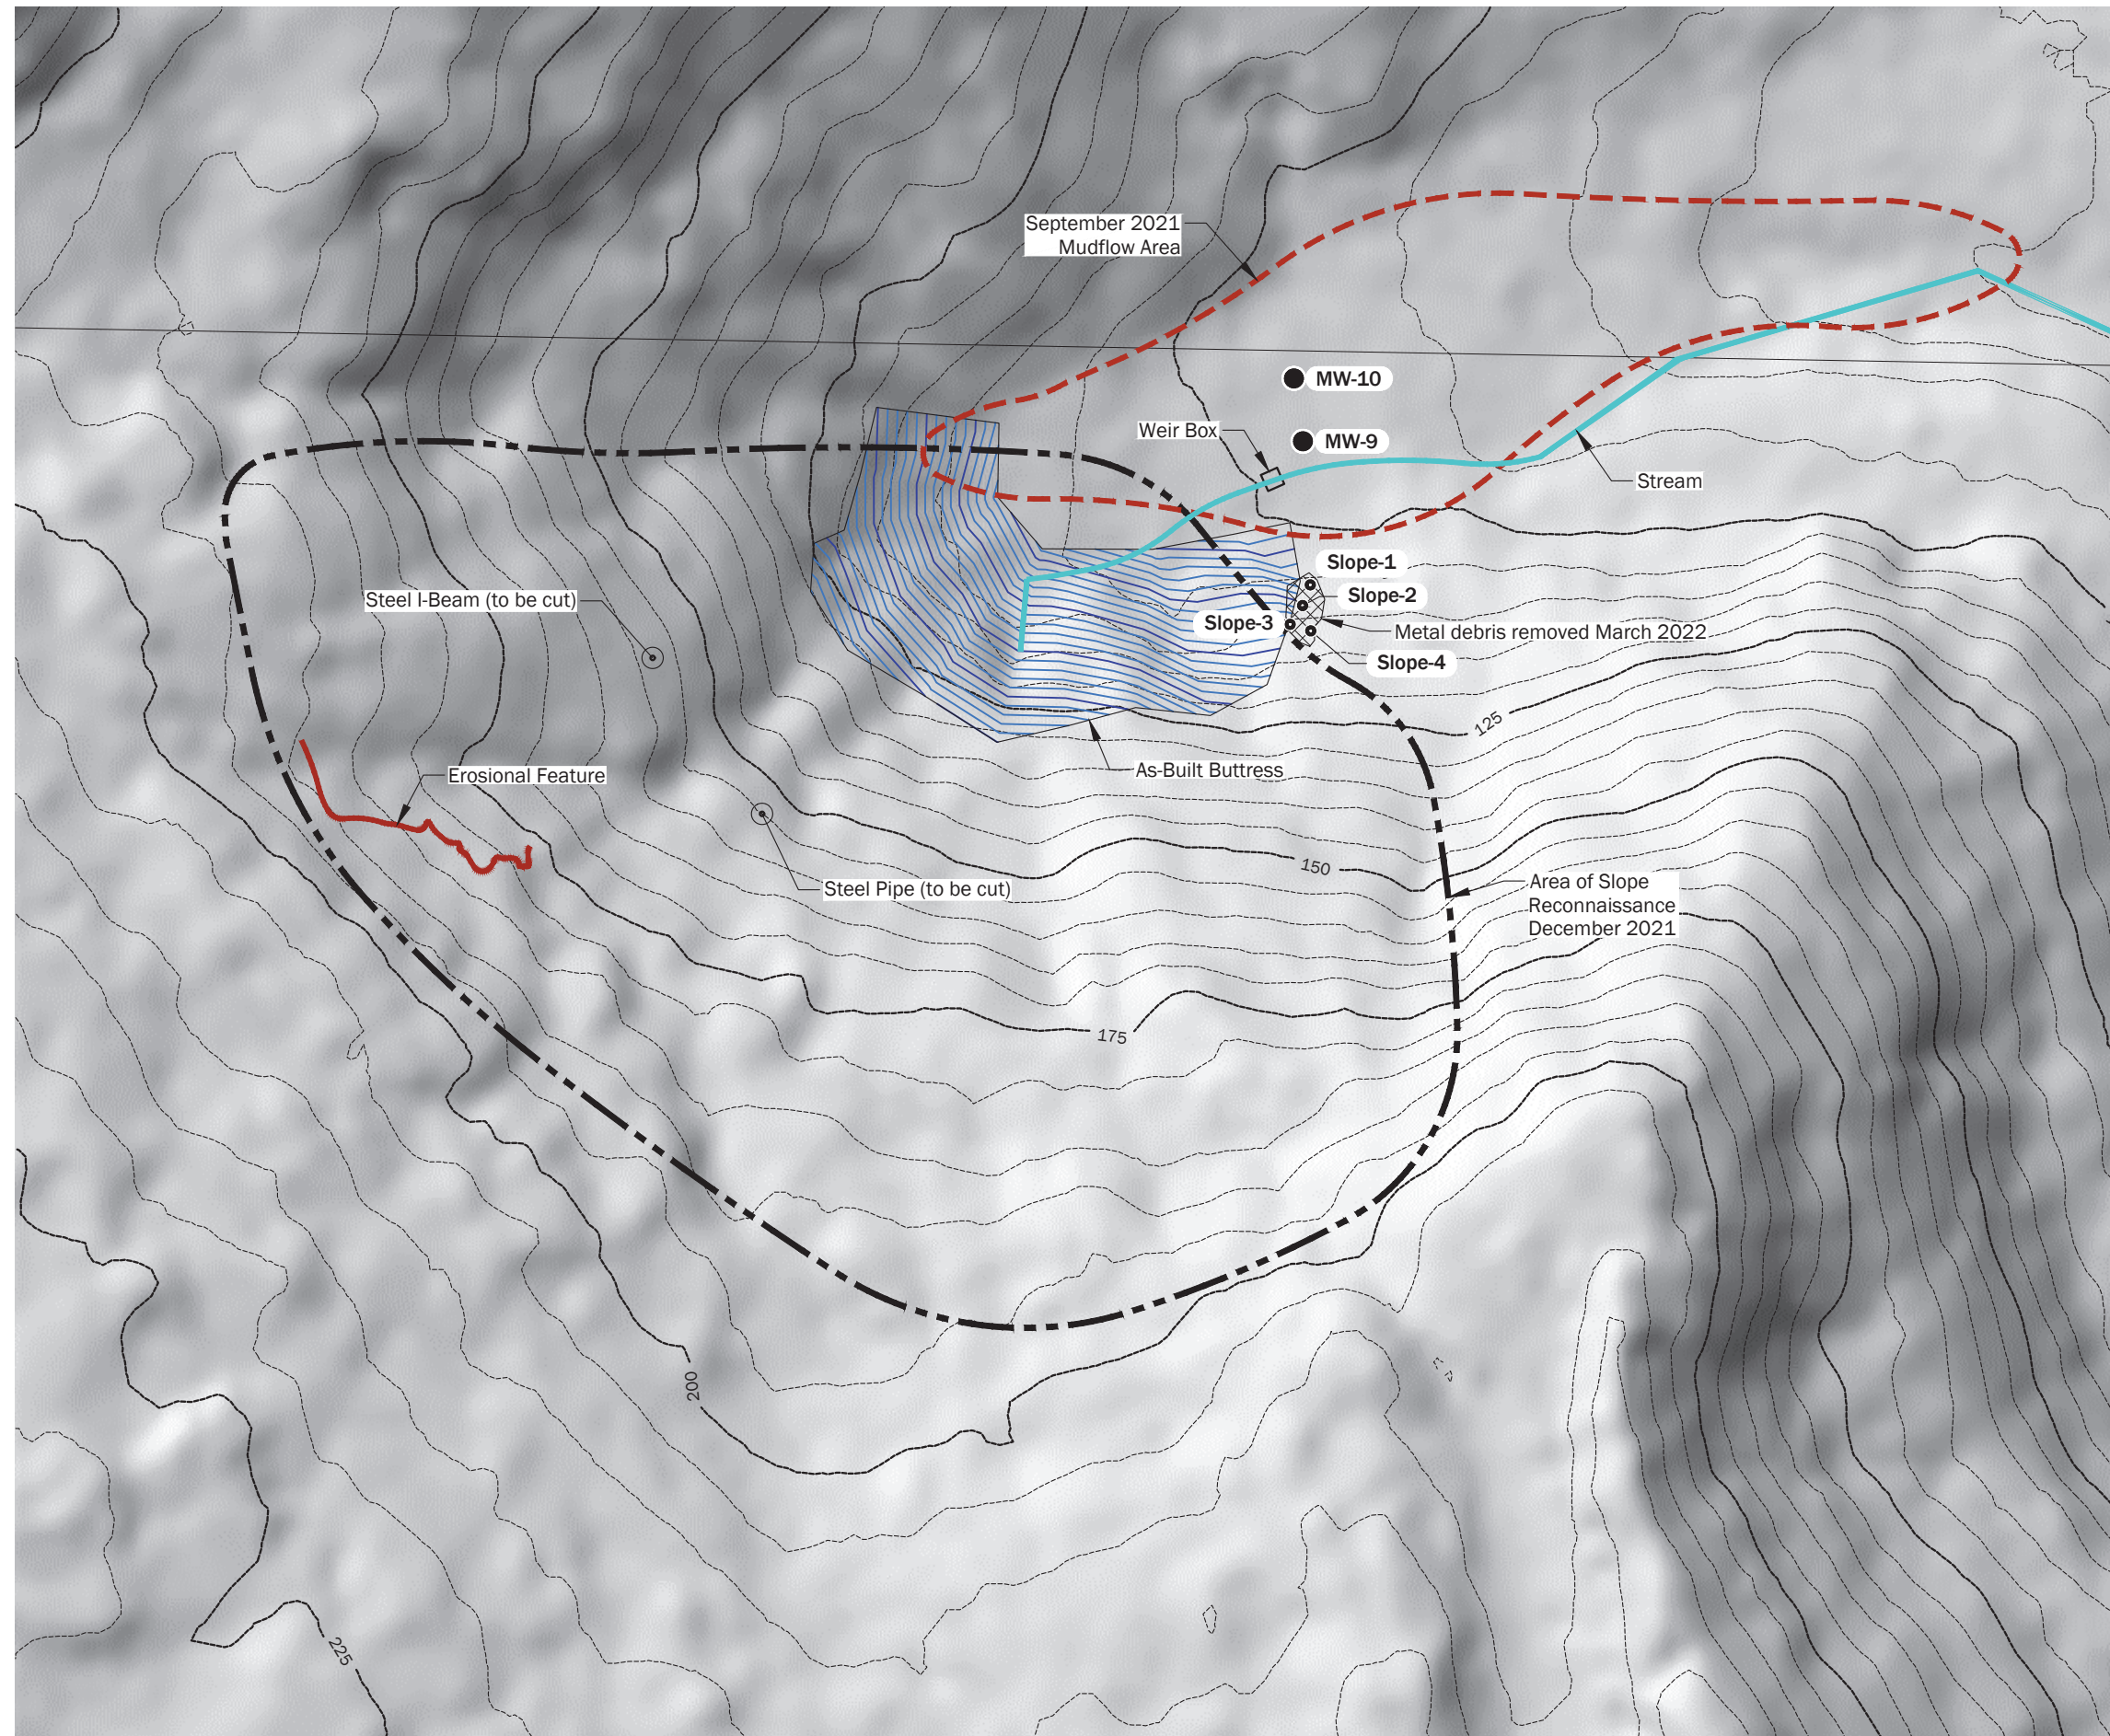 September 2021
Mudflow Area
MW-10
MW-9
Weir Box
Stream
Slope-1
Slope-2
Slope-3
Metal debris removed March 2022
Slope-4
Steel I-Beam (to be cut)
125
As-Built Buttress
Erosional Feature
150
Steel Pipe (to be cut)
Area of Slope
Reconnaissance
December 2021
175
200
225